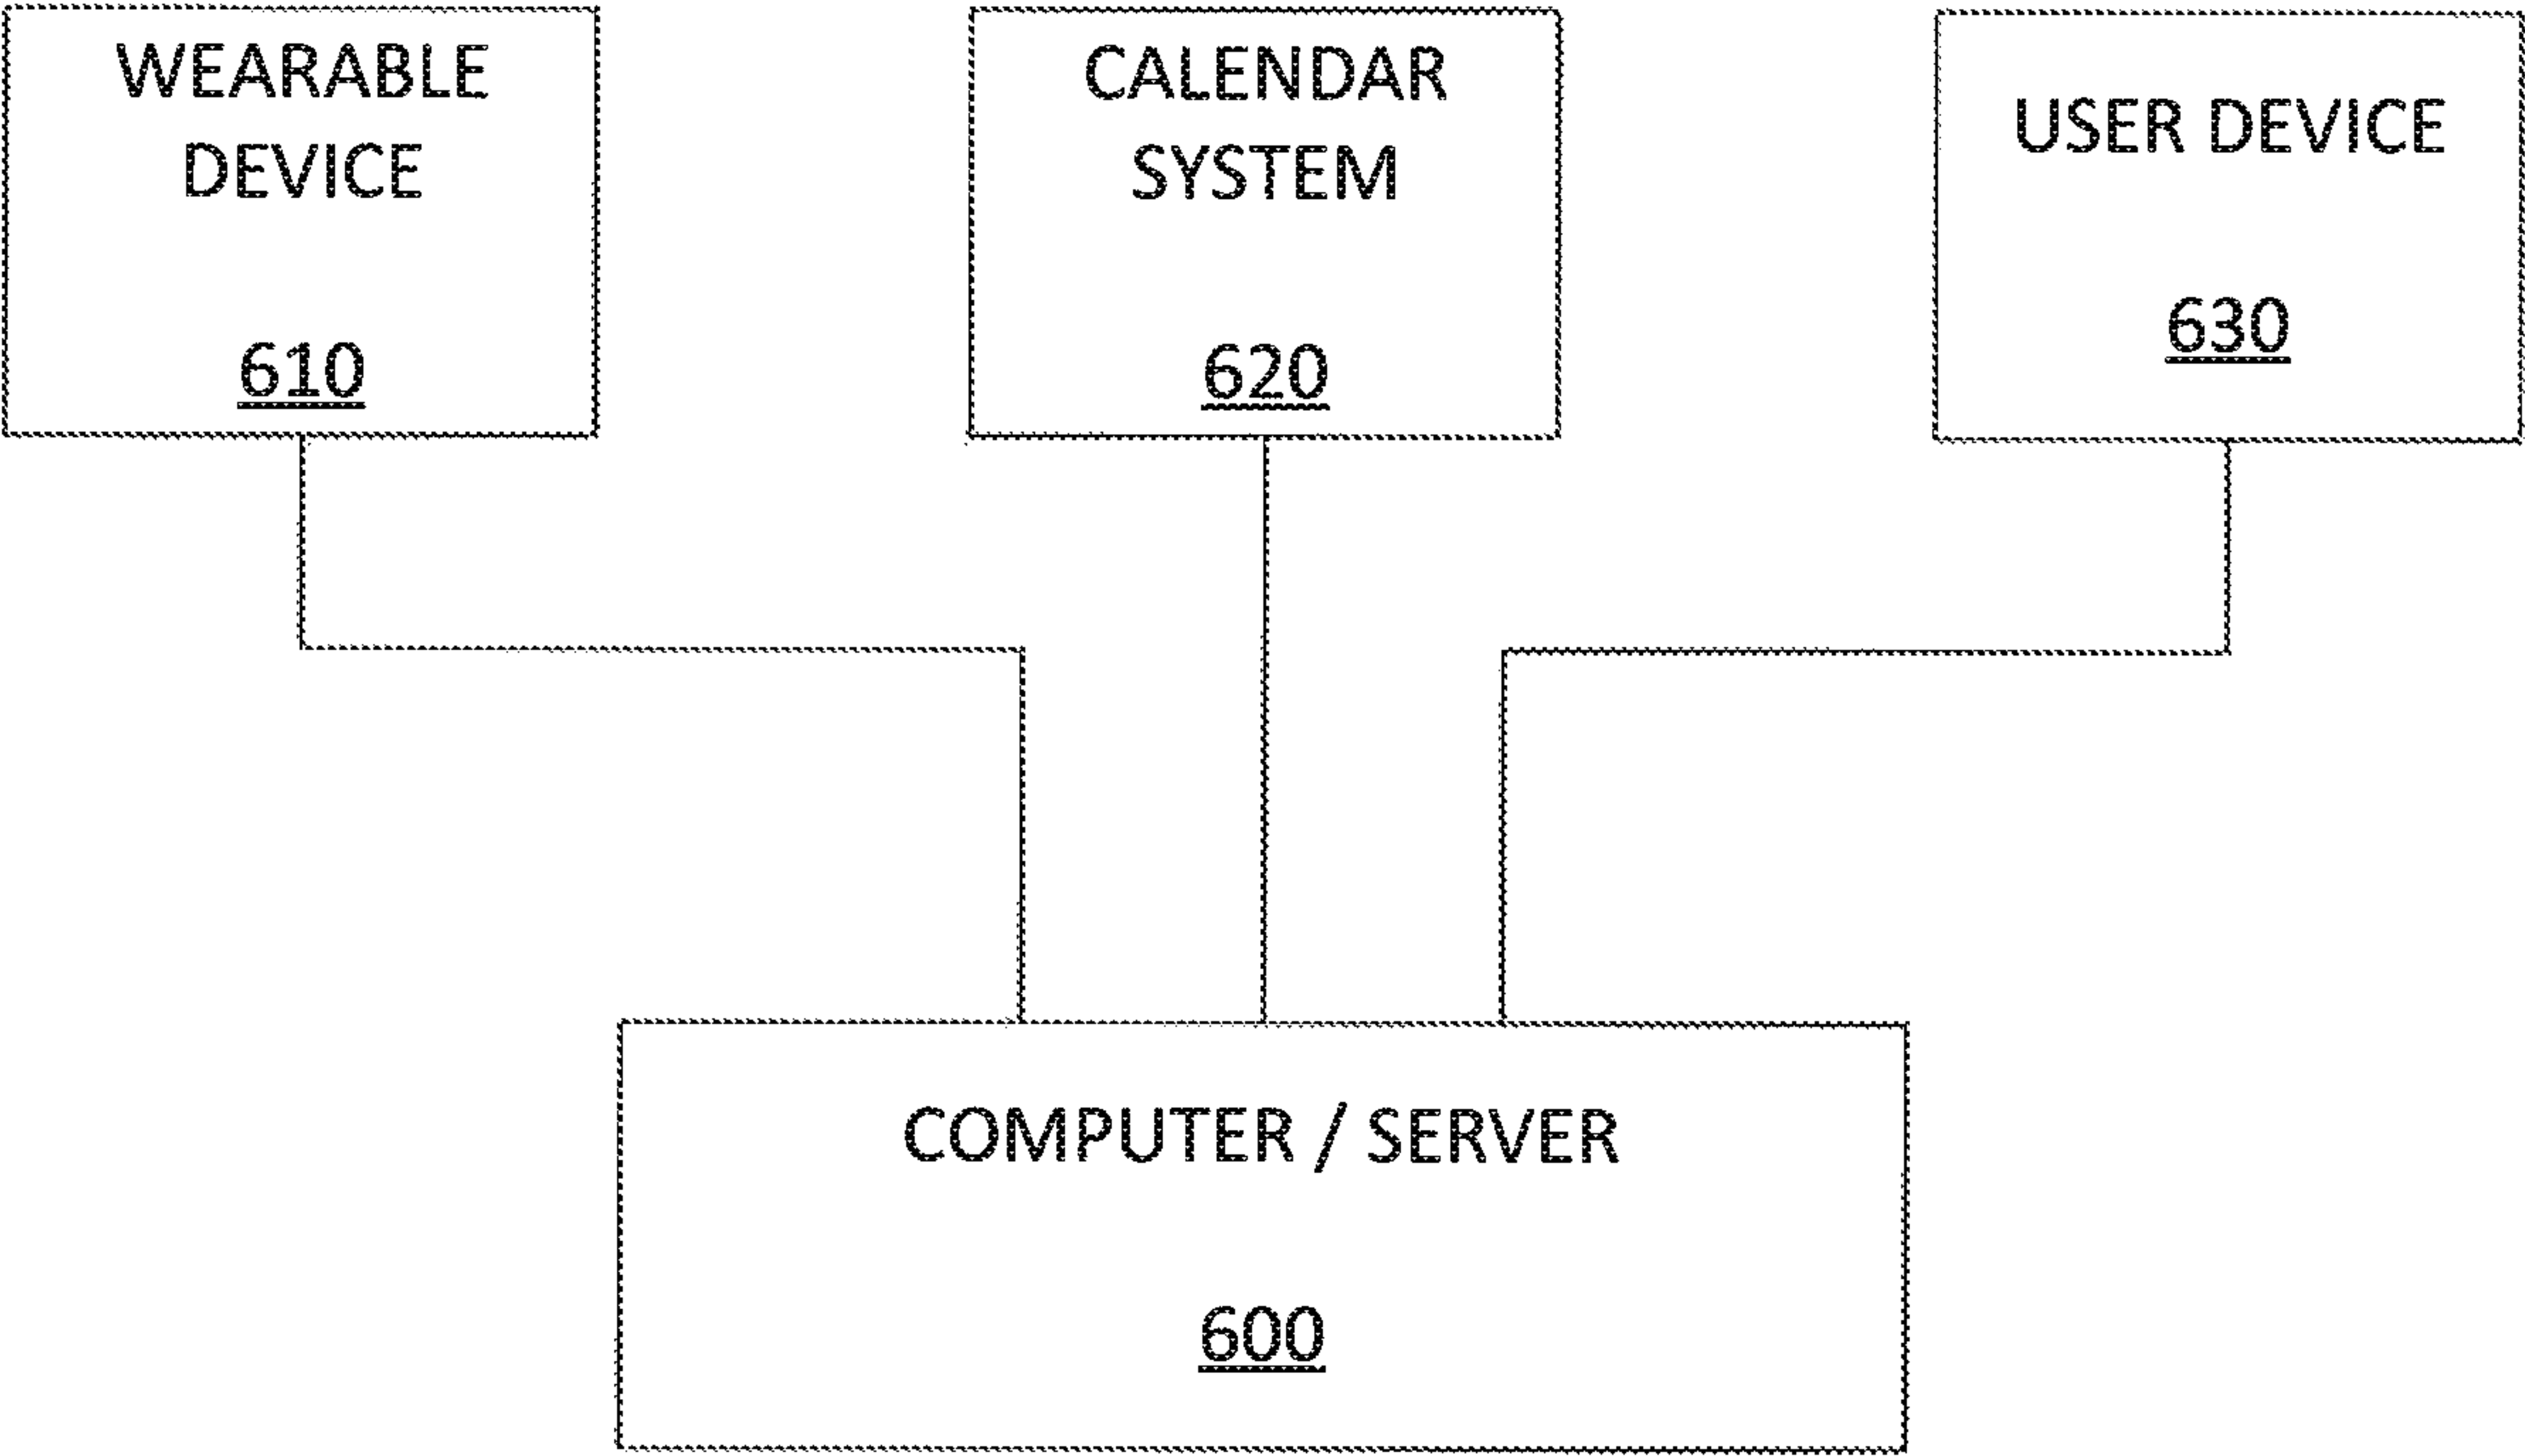 WEARABLE
DEVICE
610
CALENDAR
SYSTEM
620
USER DEVICE
630
COMPUTER / SERVER
600